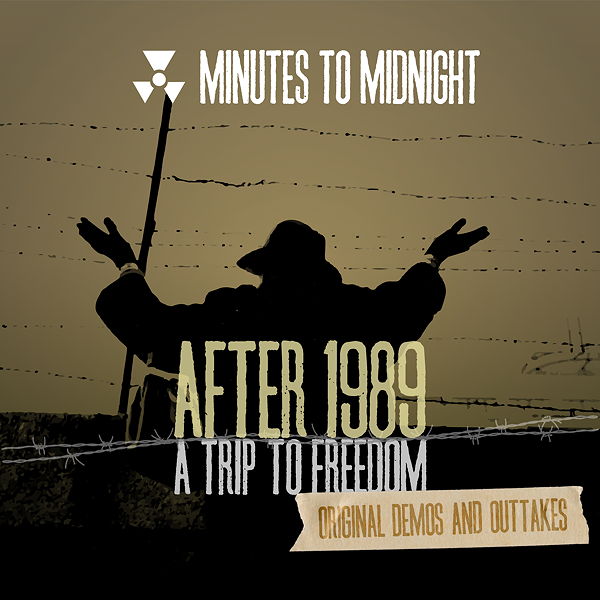 MINUTES TO MIDNIGHT
AFTER 1989
A TRIP TO FREEDOM
ORIGINAL DEMOS AND OUTTAKES